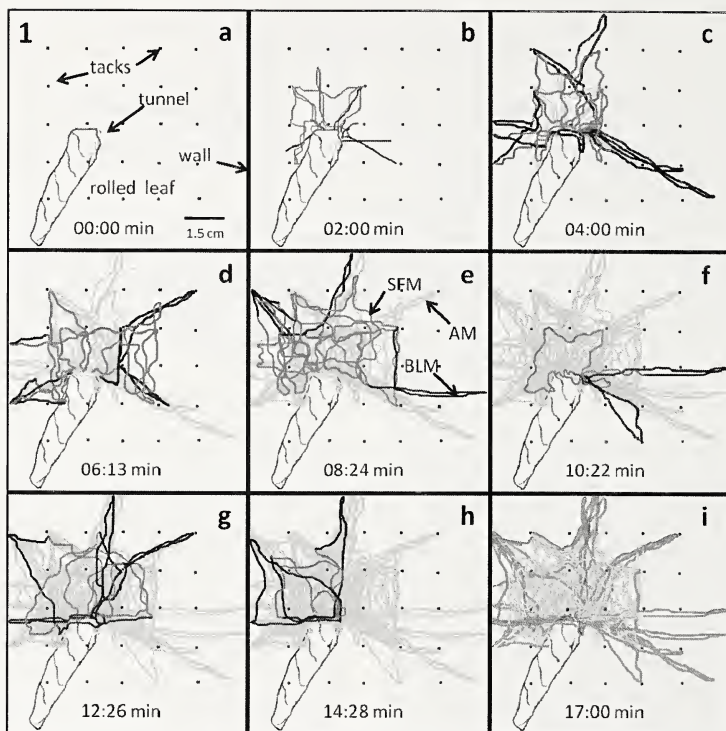 1
a
tacks
tunnel
wall
rolled leaf
00:00 min
1.5 cm
b
02:00 min
c
04:00 min
d
06:13 min
e
SFM
AM
BLM
08:24 min
f
10:22 min
g
12:26 min
h
14:28 min
i
17:00 min